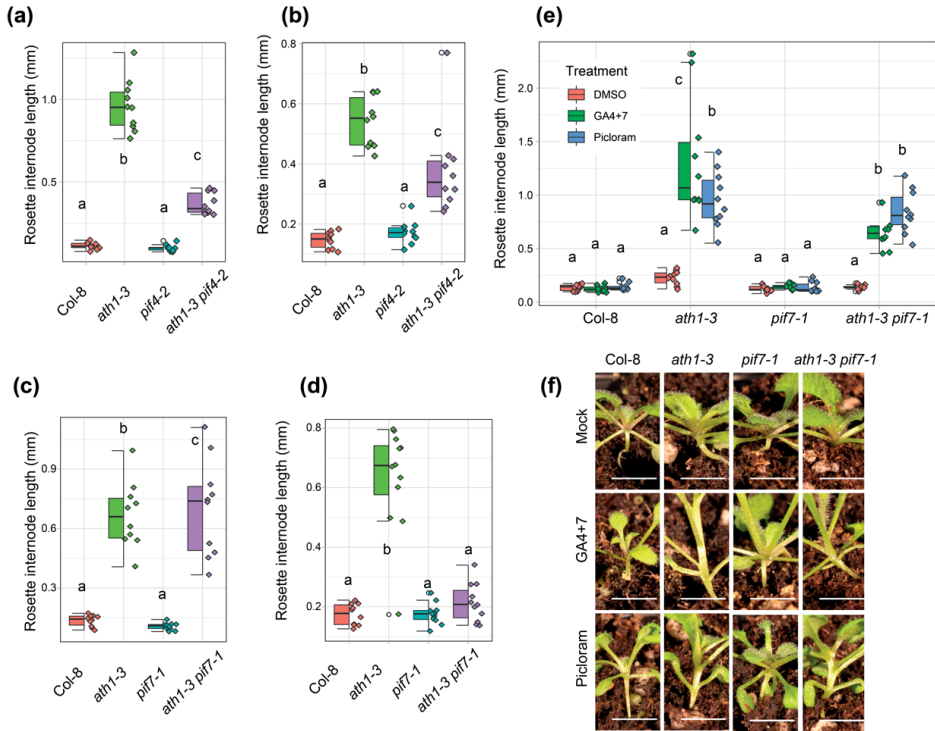 (a)
Rosette internode length (mm)
1.0
0.5
a
b
a
c
Col-8
ath1-3
pif4-2
ath1-3 pif4-2
(b)
Rosette internode length (mm)
0.8
0.6
0.4
0.2
a
b
a
c
Col-8
ath1-3
pif4-2
ath1-3 pif4-2
(e)
Rosette internode length (mm)
2.0
1.5
1.0
0.5
0.0
Treatment
DMSO
GA4+7
Picloram
a
a
a
a
c
b
a
a
a
a
b
b
Col-8
ath1-3
pif7-1
ath1-3 pif7-1
(c)
Rosette internode length (mm)
0.9
0.6
0.3
a
b
a
c
Col-8
ath1-3
pif7-1
ath1-3 pif7-1
(d)
Rosette internode length (mm)
0.8
0.6
0.4
0.2
a
b
a
a
Col-8
ath1-3
pif7-1
ath1-3 pif7-1
(f)
Col-8
ath1-3
pif7-1
ath1-3 pif7-1
Mock
GA4+7
Picloram